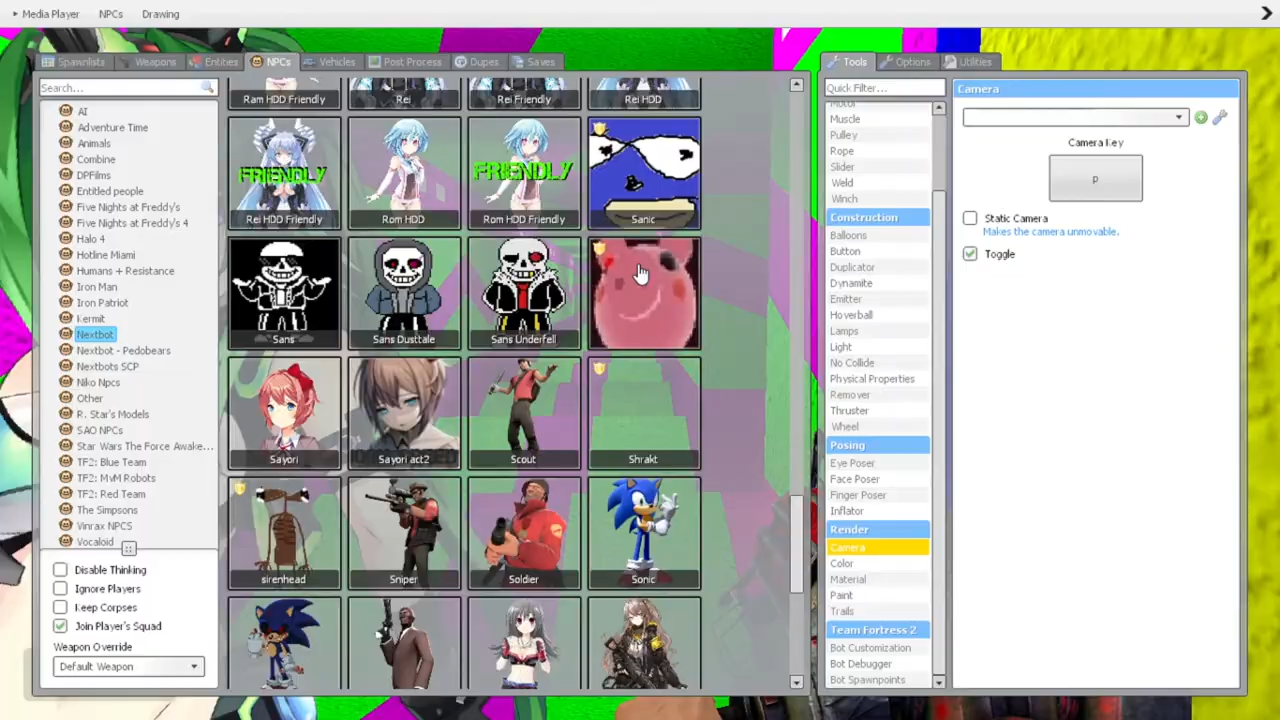 Media Player
NPCs
Drawing
Spawnlists
Weapons
Entities
NPCs
Vehicles
Post Process
Dupes
Saves
Search...
AI
Adventure Time
Animals
Combine
DPFilms
Entitled people
Five Nights at Freddy's
Five Nights at Freddy's 4
Halo 4
Hotline Miami
Humans + Resistance
Iron Man
Iron Patriot
Kermit
Nextbot
Nextbot - Pedobears
Nextbots SCP
Niko Npcs
Other
R. Star's Models
SAO NPCs
Star Wars The Force Awake...
TF2: Blue Team
TF2: MvM Robots
TF2: Red Team
The Simpsons
Vinrax NPCS
Vocaloid
Disable Thinking
Ignore Players
Keep Corpses
Join Player's Squad
Weapon Override
Default Weapon
Ram HDD Friendly
Rei
Rei Friendly
Rei HDD
FRIENDLY
Rei HDD Friendly
Rom HDD
FRIENDLY
Rom HDD Friendly
Sanic
Sans
Sans Dusttale
Sans Underfell
Sayori
Sayori act2
Scout
Shrakt
sirenhead
Sniper
Soldier
Sonic
Tools
Options
Utilities
Quick Filter...
Motor
Muscle
Pulley
Rope
Slider
Weld
Winch
Construction
Balloons
Button
Duplicator
Dynamite
Emitter
Hoverball
Lamps
Light
No Collide
Physical Properties
Remover
Thruster
Wheel
Posing
Eye Poser
Face Poser
Finger Poser
Inflator
Render
Camera
Color
Material
Paint
Trails
Team Fortress 2
Bot Customization
Bot Debugger
Bot Spawnpoints
Camera
Camera Key
p
Static Camera
Makes the camera unmovable.
Toggle